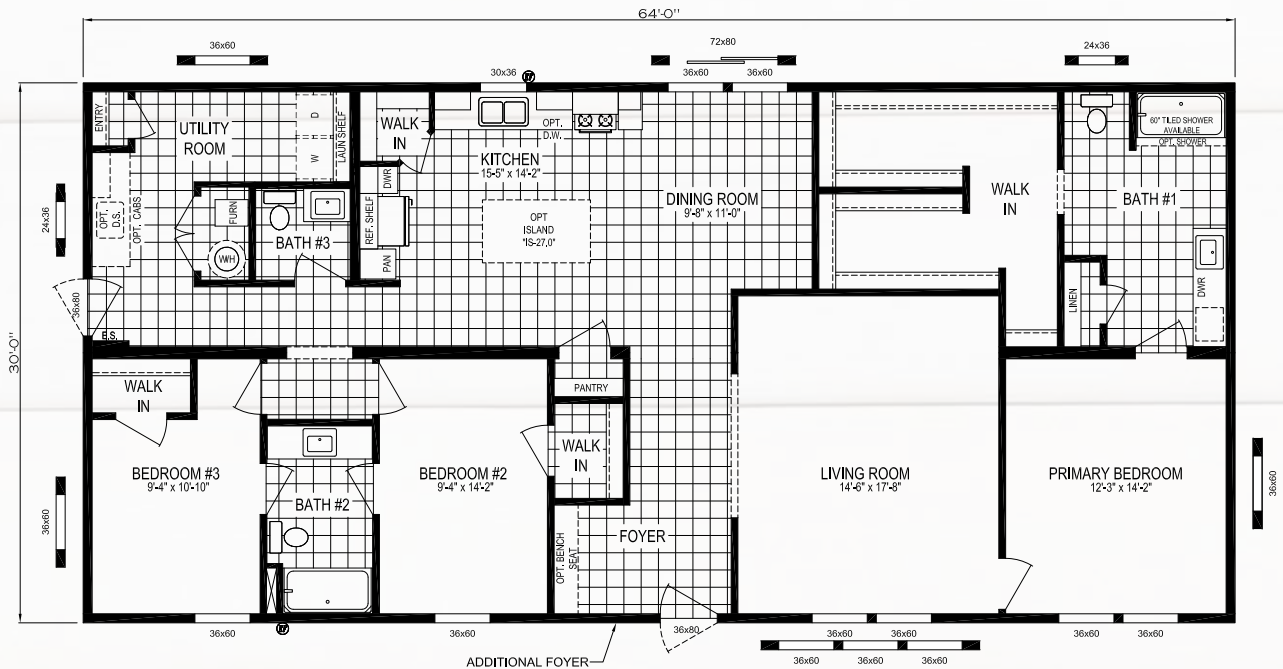 64'-0"
36x60
72x80
36x60 36x60
24x36
30x36
30'-0"
ENTRY
UTILITY
ROOM
D
W
LAUN SHELF
WALK
IN
OPT.
D.W.
KITCHEN
15'-5" x 14'-2"
DWR
REF. SHELF
PAN
OPT
ISLAND
"IS-27,0"
DINING ROOM
9'-8" x 11'-0"
WALK
IN
60" TILED SHOWER
AVAILABLE
OPT. SHOWER
BATH #1
DWR
LINEN
24x36
OPT.
D.S.
OPT. CABS
FURN
W/H
BATH #3
36x80
E.S.
WALK
IN
PANTRY
WALK
IN
BEDROOM #3
9'-4" x 10'-10"
BATH #2
BEDROOM #2
9'-4" x 14'-2"
FOYER
OPT. BENCH
SEAT
LIVING ROOM
14'-6" x 17'-8"
PRIMARY BEDROOM
12'-3" x 14'-2"
36x60
36x60
36x60
36x60
36x80
36x60 36x60
36x60 36x60
36x60 36x60 36x60
ADDITIONAL FOYER